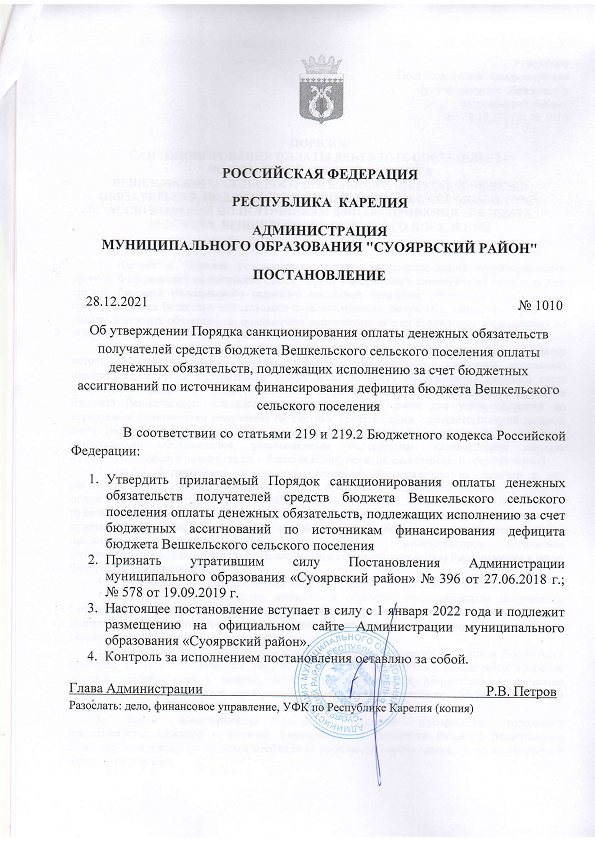 РОССИЙСКАЯ ФЕДЕРАЦИЯ
РЕСПУБЛИКА КАРЕЛИЯ
АДМИНИСТРАЦИЯ
МУНИЦИПАЛЬНОГО ОБРАЗОВАНИЯ "СУОЯРВСКИЙ РАЙОН"
ПОСТАНОВЛЕНИЕ
28.12.2021 № 1010
Об утверждении Порядка санкционирования оплаты денежных обязательств
получателей средств бюджета Вешкельского сельского поселения оплаты
денежных обязательств, подлежащих исполнению за счет бюджетных
ассигнований по источникам финансирования дефицита бюджета Вешкельского
сельского поселения
В соответствии со статьями 219 и 219.2 Бюджетного кодекса Российской
Федерации:
1. Утвердить прилагаемый Порядок санкционирования оплаты денежных
обязательств получателей средств бюджета Вешкельского сельского
поселения оплаты денежных обязательств, подлежащих исполнению за счет
бюджетных ассигнований по источникам финансирования дефицита
бюджета Вешкельского сельского поселения
2. Признать утратившим силу Постановления Администрации
муниципального образования «Суоярвский район» № 396 от 27.06.2018 г.;
№ 578 от 19.09.2019 г.
3. Настоящее постановление вступает в силу с 1 января 2022 года и подлежит
размещению на официальном сайте Администрации муниципального
образования «Суоярвский район».
4. Контроль за исполнением постановления оставляю за собой.
Глава Администрации Р.В. Петров
Разослать: дело, финансовое управление, УФК по Республике Карелия (копия)